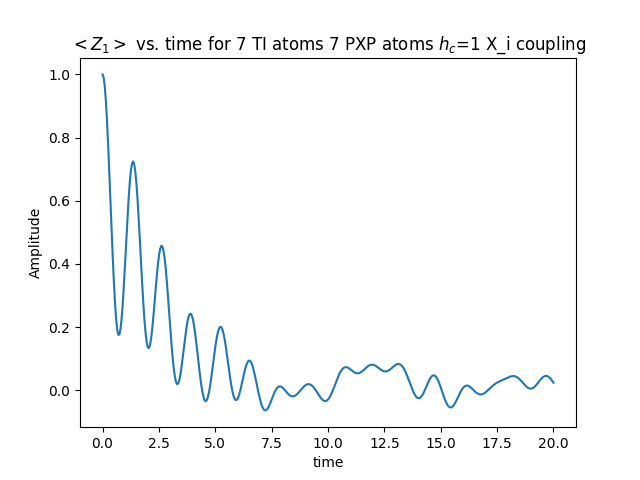 < Z₁ > vs. time for 7 TI atoms 7 PXP atoms h_c=1 X_i coupling
1.0
0.8
0.6
0.4
0.2
0.0
Amplitude
0.0 2.5 5.0 7.5 10.0 12.5 15.0 17.5 20.0
time